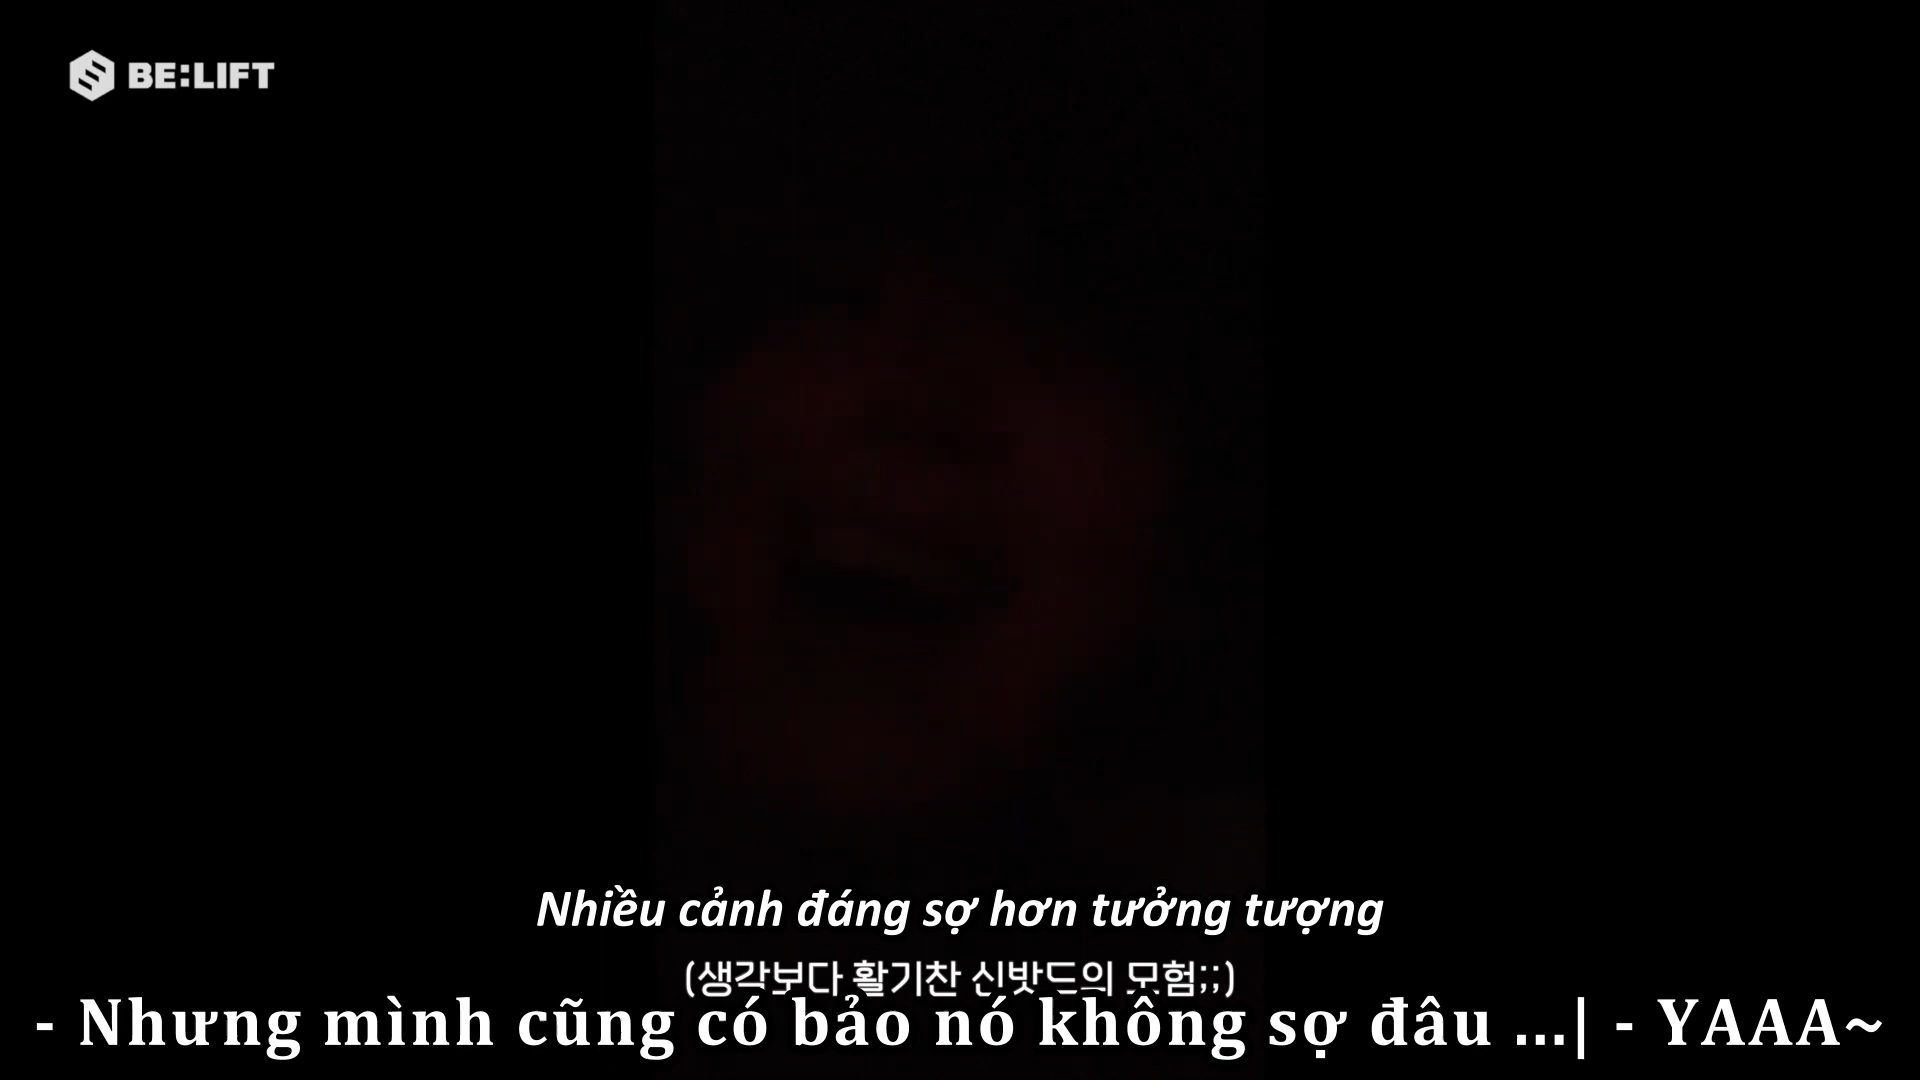 BE:LIFT
Nhiều cảnh đáng sợ hơn tưởng tượng
(생각보다 활기찬 신밧드의 모험;;)
- Nhưng mình cũng có bảo nó không sợ đâu ...| - YAAA~